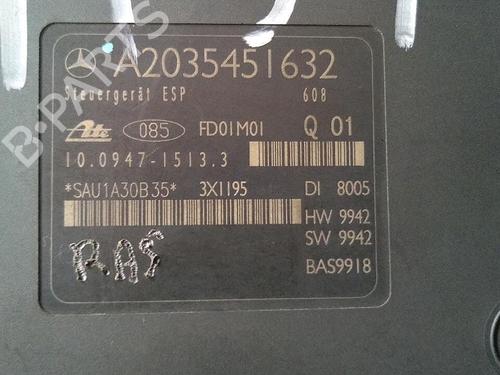 A2035451632
Steuergerät ESP 608
Ate 085 FD01M01 Q 01
10.0947-1513.3
*SAU1A30B35* 3X1195 DI 8005
HW 9942
SW 9942
RAS BAS9918
B-PARTS